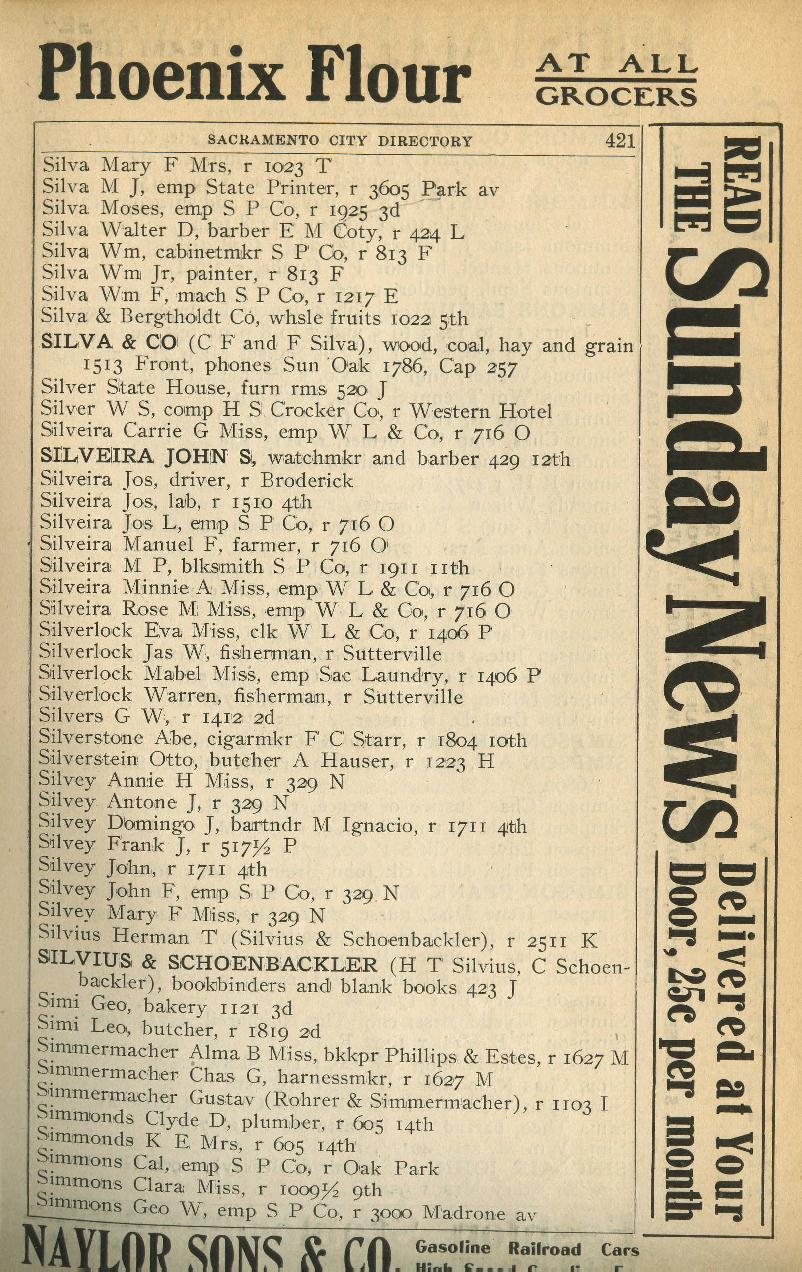 Phoenix Flour
AT ALL
GROCERS
SACRAMENTO CITY DIRECTORY 421
Silva Mary F Mrs, r 1023 T
Silva M J, emp State Printer, r 3605 Park av
Silva Moses, emp S P Co, r 1925 3d
Silva Walter D, barber E M Coty, r 424 L
Silva Wm, cabinetmkr S P Co, r 813 F
Silva Wm Jr, painter, r 813 F
Silva Wm F, mach S P Co, r 1217 E
Silva & Bergtholdt Co, whsle fruits 1022 5th
SILVA & CO (C F and F Silva), wood, coal, hay and grain
1513 Front, phones Sun Oak 1786, Cap 257
Silver State House, furn rms 520 J
Silver W S, comp H S Crocker Co, r Western Hotel
Silveira Carrie G Miss, emp W L & Co, r 716 O
SILVEIRA JOHN S, watchmkr and barber 429 12th
Silveira Jos, driver, r Broderick
Silveira Jos, lab, r 1510 4th
Silveira Jos L, emp S P Co, r 716 O
Silveira Manuel F, farmer, r 716 O
Silveira M P, blksmith S P Co, r 1911 11th
Silveira Minnie A Miss, emp W L & Co, r 716 O
Silveira Rose M Miss, emp W L & Co, r 716 O
Silverlock Eva Miss, clk W L & Co, r 1406 P
Silverlock Jas W, fisherman, r Sutterville
Silverlock Mabel Miss, emp Sac Laundry, r 1406 P
Silverlock Warren, fisherman, r Sutterville
Silvers G W, r 1412 2d
Silverstone Abe, cigarmkr F C Starr, r 1804 10th
Silverstein Otto, butcher A Hauser, r 1223 H
Silvey Annie H Miss, r 329 N
Silvey Antone J, r 329 N
Silvey Domingo J, bartndr M Ignacio, r 1711 4th
Silvey Frank J, r 517½ P
Silvey John, r 1711 4th
Silvey John F, emp S P Co, r 329 N
Silvey Mary F Miss, r 329 N
Silvius Herman T (Silvius & Schoenbackler), r 2511 K
SILVIUS & SCHOENBACKLER (H T Silvius, C Schoen-
backler), bookbinders and blank books 423 J
Simi Geo, bakery 1121 3d
Simi Leo, butcher, r 1819 2d
Simmermacher Alma B Miss, bkkpr Phillips & Estes, r 1627 M
Simmermacher Chas G, harnessmkr, r 1627 M
Simmermacher Gustav (Rohrer & Simmermacher), r 1103 I
Simmonds Clyde D, plumber, r 605 14th
Simmonds K E Mrs, r 605 14th
Simmons Cal, emp S P Co, r Oak Park
Simmons Clara Miss, r 1009½ 9th
Simmons Geo W, emp S P Co, r 3000 Madrone av
READ
THE
Sunday News
Delivered at Your
Door, 25c per month
NAYLOR SONS & CO.
Gasoline Railroad Cars